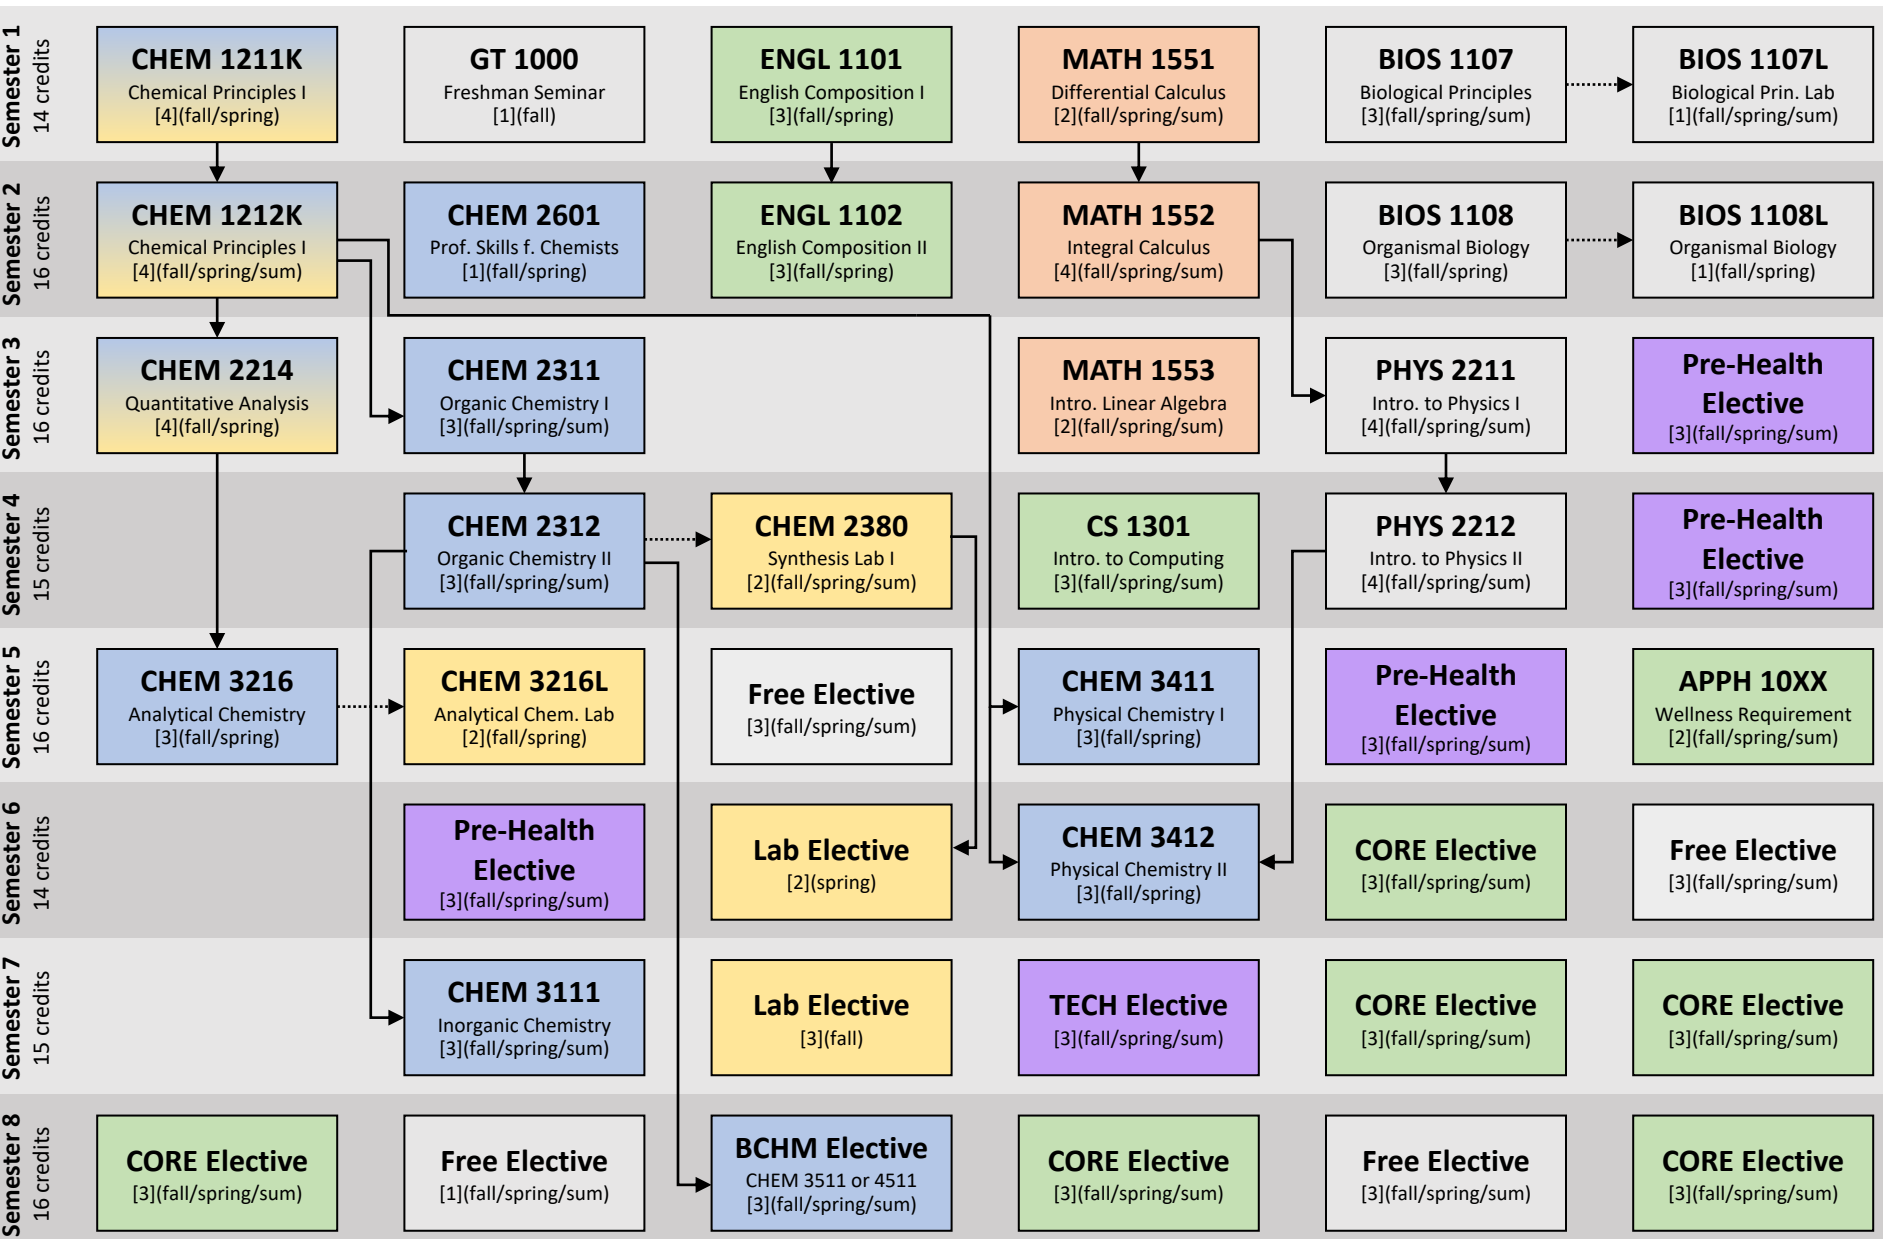 Semester 1
14 credits
CHEM 1211K
Chemical Principles I
[4](fall/spring)
GT 1000
Freshman Seminar
[1](fall)
ENGL 1101
English Composition I
[3](fall/spring)
MATH 1551
Differential Calculus
[2](fall/spring/sum)
BIOS 1107
Biological Principles
[3](fall/spring/sum)
BIOS 1107L
Biological Prin. Lab
[1](fall/spring/sum)
Semester 2
16 credits
CHEM 1212K
Chemical Principles I
[4](fall/spring/sum)
CHEM 2601
Prof. Skills f. Chemists
[1](fall/spring)
ENGL 1102
English Composition II
[3](fall/spring)
MATH 1552
Integral Calculus
[4](fall/spring/sum)
BIOS 1108
Organismal Biology
[3](fall/spring)
BIOS 1108L
Organismal Biology
[1](fall/spring)
Semester 3
16 credits
CHEM 2214
Quantitative Analysis
[4](fall/spring)
CHEM 2311
Organic Chemistry I
[3](fall/spring/sum)
MATH 1553
Intro. Linear Algebra
[2](fall/spring/sum)
PHYS 2211
Intro. to Physics I
[4](fall/spring/sum)
Pre-Health
Elective
[3](fall/spring/sum)
Semester 4
15 credits
CHEM 2312
Organic Chemistry II
[3](fall/spring/sum)
CHEM 2380
Synthesis Lab I
[2](fall/spring/sum)
CS 1301
Intro. to Computing
[3](fall/spring/sum)
PHYS 2212
Intro. to Physics II
[4](fall/spring/sum)
Pre-Health
Elective
[3](fall/spring/sum)
Semester 5
16 credits
CHEM 3216
Analytical Chemistry
[3](fall/spring)
CHEM 3216L
Analytical Chem. Lab
[2](fall/spring)
Free Elective
[3](fall/spring/sum)
CHEM 3411
Physical Chemistry I
[3](fall/spring)
Pre-Health
Elective
[3](fall/spring/sum)
APPH 10XX
Wellness Requirement
[2](fall/spring/sum)
Semester 6
14 credits
Pre-Health
Elective
[3](fall/spring/sum)
Lab Elective
[2](spring)
CHEM 3412
Physical Chemistry II
[3](fall/spring)
CORE Elective
[3](fall/spring/sum)
Free Elective
[3](fall/spring/sum)
Semester 7
15 credits
CHEM 3111
Inorganic Chemistry
[3](fall/spring/sum)
Lab Elective
[3](fall)
TECH Elective
[3](fall/spring/sum)
CORE Elective
[3](fall/spring/sum)
CORE Elective
[3](fall/spring/sum)
Semester 8
16 credits
CORE Elective
[3](fall/spring/sum)
Free Elective
[1](fall/spring/sum)
BCHM Elective
CHEM 3511 or 4511
[3](fall/spring/sum)
CORE Elective
[3](fall/spring/sum)
Free Elective
[3](fall/spring/sum)
CORE Elective
[3](fall/spring/sum)